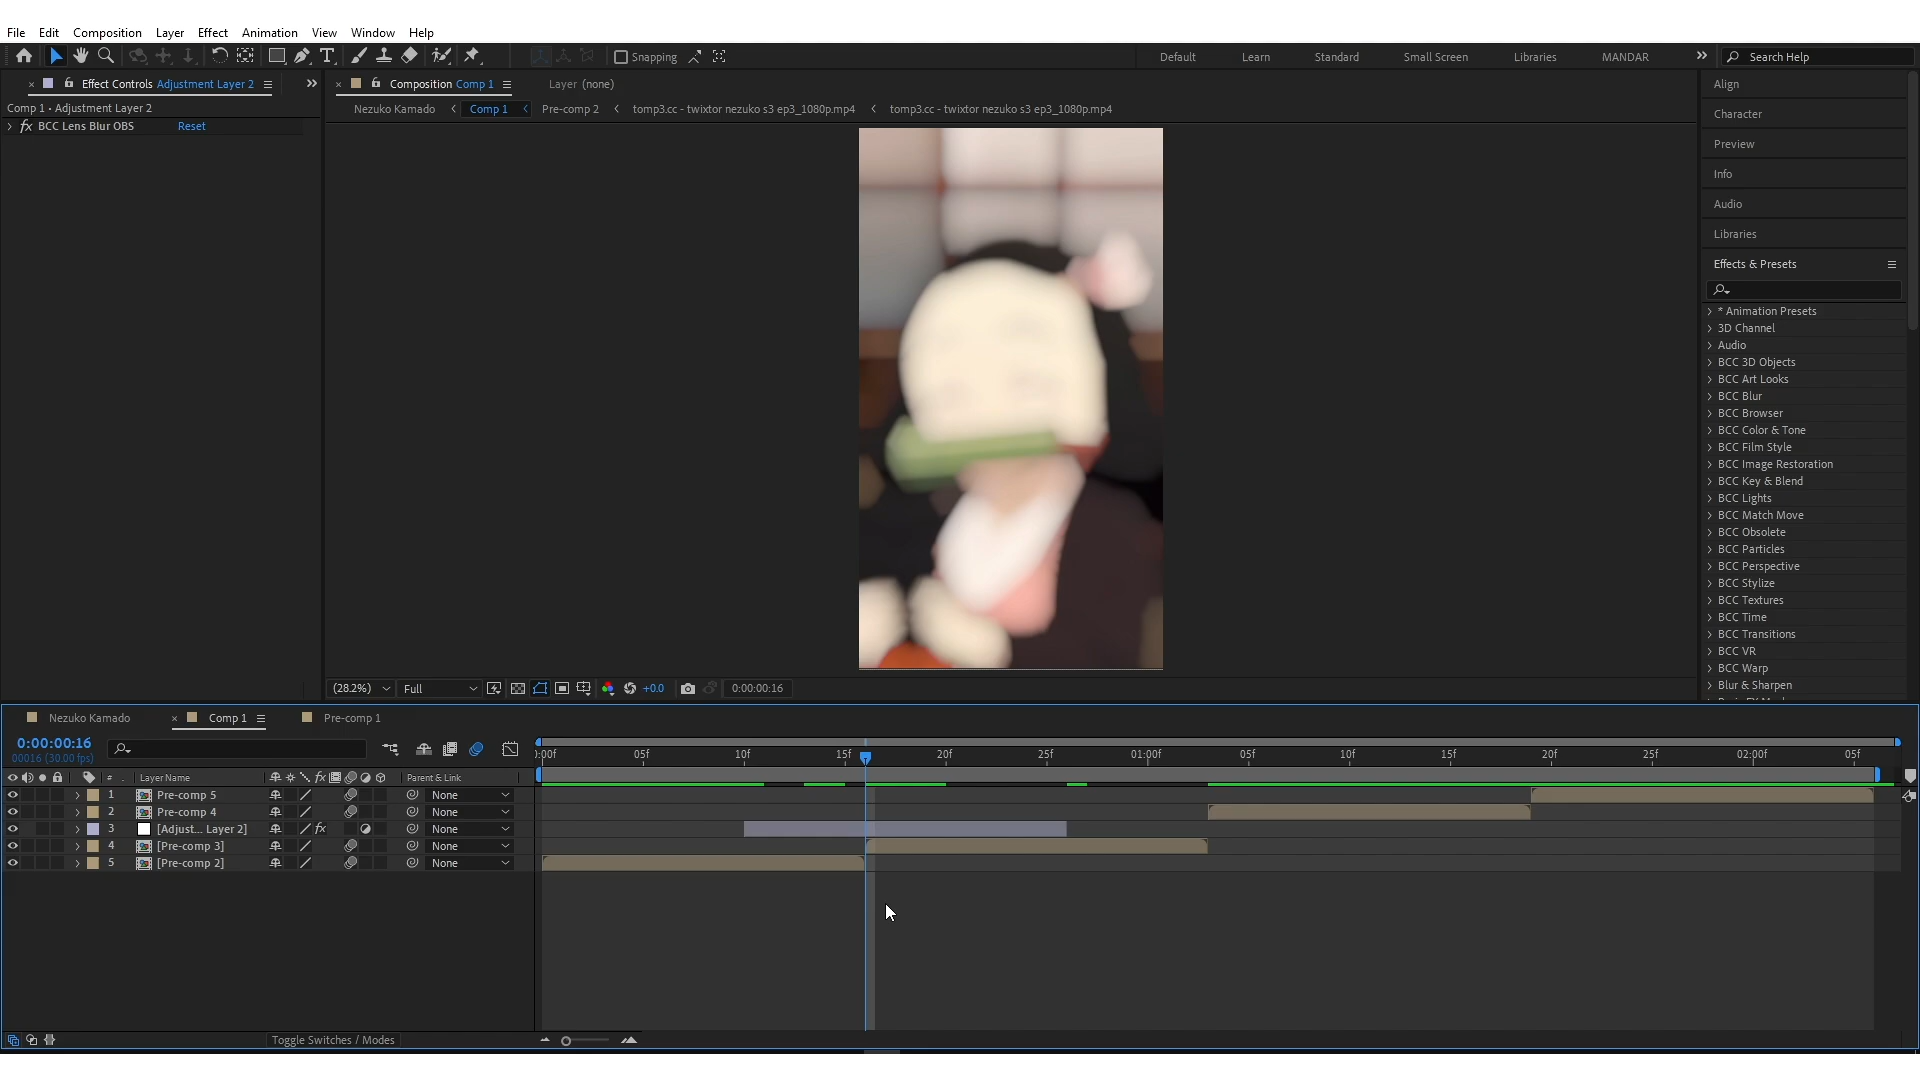 File Edit Composition Layer Effect Animation View Window Help
Snapping Default Learn Standard Small Screen Libraries MANDAR Search Help
Effect Controls Adjustment Layer 2
Composition Comp 1 Layer (none)
Comp 1 • Adjustment Layer 2
Nezuko Kamado Comp 1 Pre-comp 2 tomp3.cc - twixtor nezuko s3 ep3_1080p.mp4 tomp3.cc - twixtor nezuko s3 ep3_1080p.mp4
fx BCC Lens Blur OBS Reset
Align
Character
Preview
Info
Audio
Libraries
Effects & Presets
* Animation Presets
3D Channel
Audio
BCC 3D Objects
BCC Art Looks
BCC Blur
BCC Browser
BCC Color & Tone
BCC Film Style
BCC Image Restoration
BCC Key & Blend
BCC Lights
BCC Match Move
BCC Obsolete
BCC Particles
BCC Perspective
BCC Stylize
BCC Textures
BCC Time
BCC Transitions
BCC VR
BCC Warp
Blur & Sharpen
(28.2%) Full +0.0 0:00:00:16
Nezuko Kamado Comp 1 Pre-comp 1
0:00:00:16
00016 (30.00 fps)
):00f 05f 10f 15f 20f 25f 01:00f 05f 10f 15f 20f 25f 02:00f 05f
# Layer Name fx Parent & Link
1 Pre-comp 5 None
2 Pre-comp 4 None
3 [Adjust... Layer 2] fx None
4 [Pre-comp 3] None
5 [Pre-comp 2] None
Toggle Switches / Modes